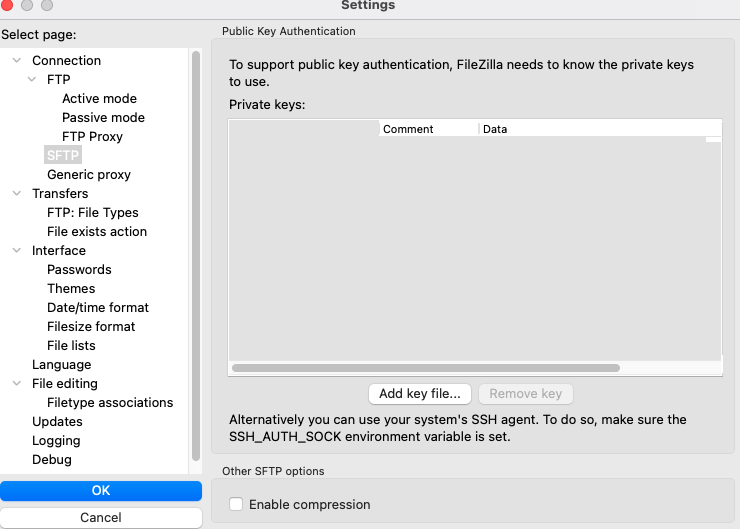 Settings
Select page:
Connection
FTP
Active mode
Passive mode
FTP Proxy
SFTP
Generic proxy
Transfers
FTP: File Types
File exists action
Interface
Passwords
Themes
Date/time format
Filesize format
File lists
Language
File editing
Filetype associations
Updates
Logging
Debug
OK
Cancel
Public Key Authentication
To support public key authentication, FileZilla needs to know the private keys
to use.
Private keys:
Comment Data
Add key file... Remove key
Alternatively you can use your system's SSH agent. To do so, make sure the
SSH_AUTH_SOCK environment variable is set.
Other SFTP options
Enable compression